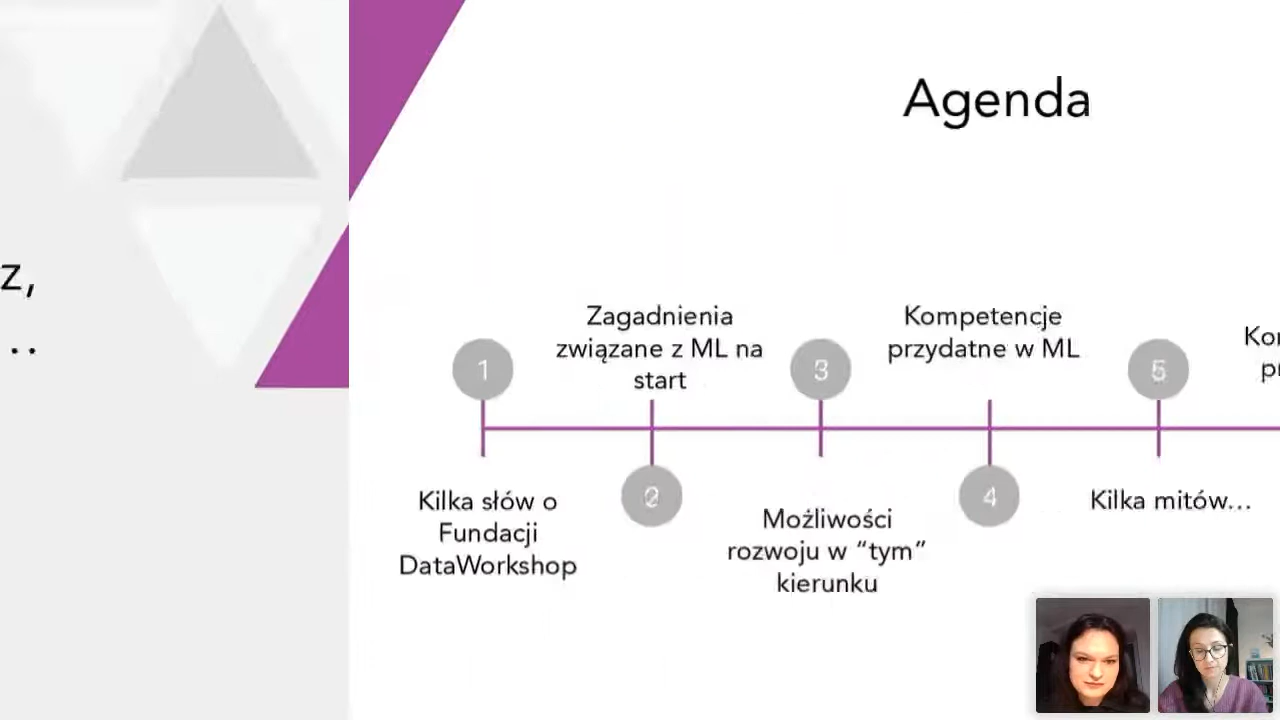 z,
..
Agenda
1
Kilka słów o
Fundacji
DataWorkshop
Zagadnienia
związane z ML na
start
2
3
Możliwości
rozwoju w “tym”
kierunku
Kompetencje
przydatne w ML
4
5
Kilka mitów...